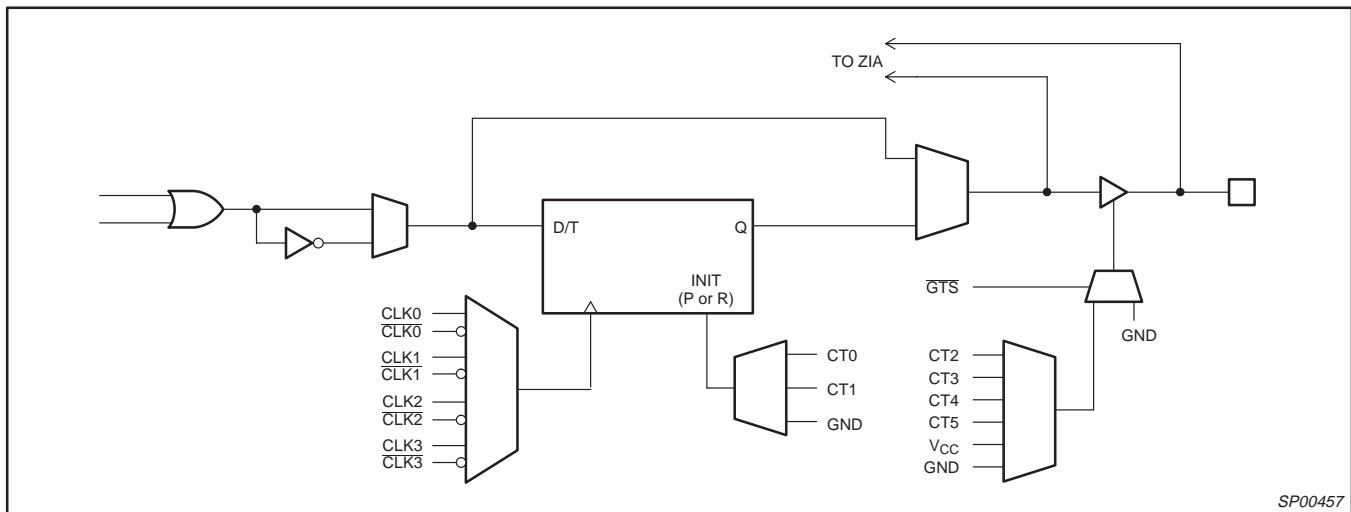 TO ZIA
D/T
Q
INIT
(P or R)
GTS
GND
CLK0
CLK0
CLK1
CLK1
CLK2
CLK2
CLK3
CLK3
CT0
CT1
GND
CT2
CT3
CT4
CT5
VCC
GND
SP00457